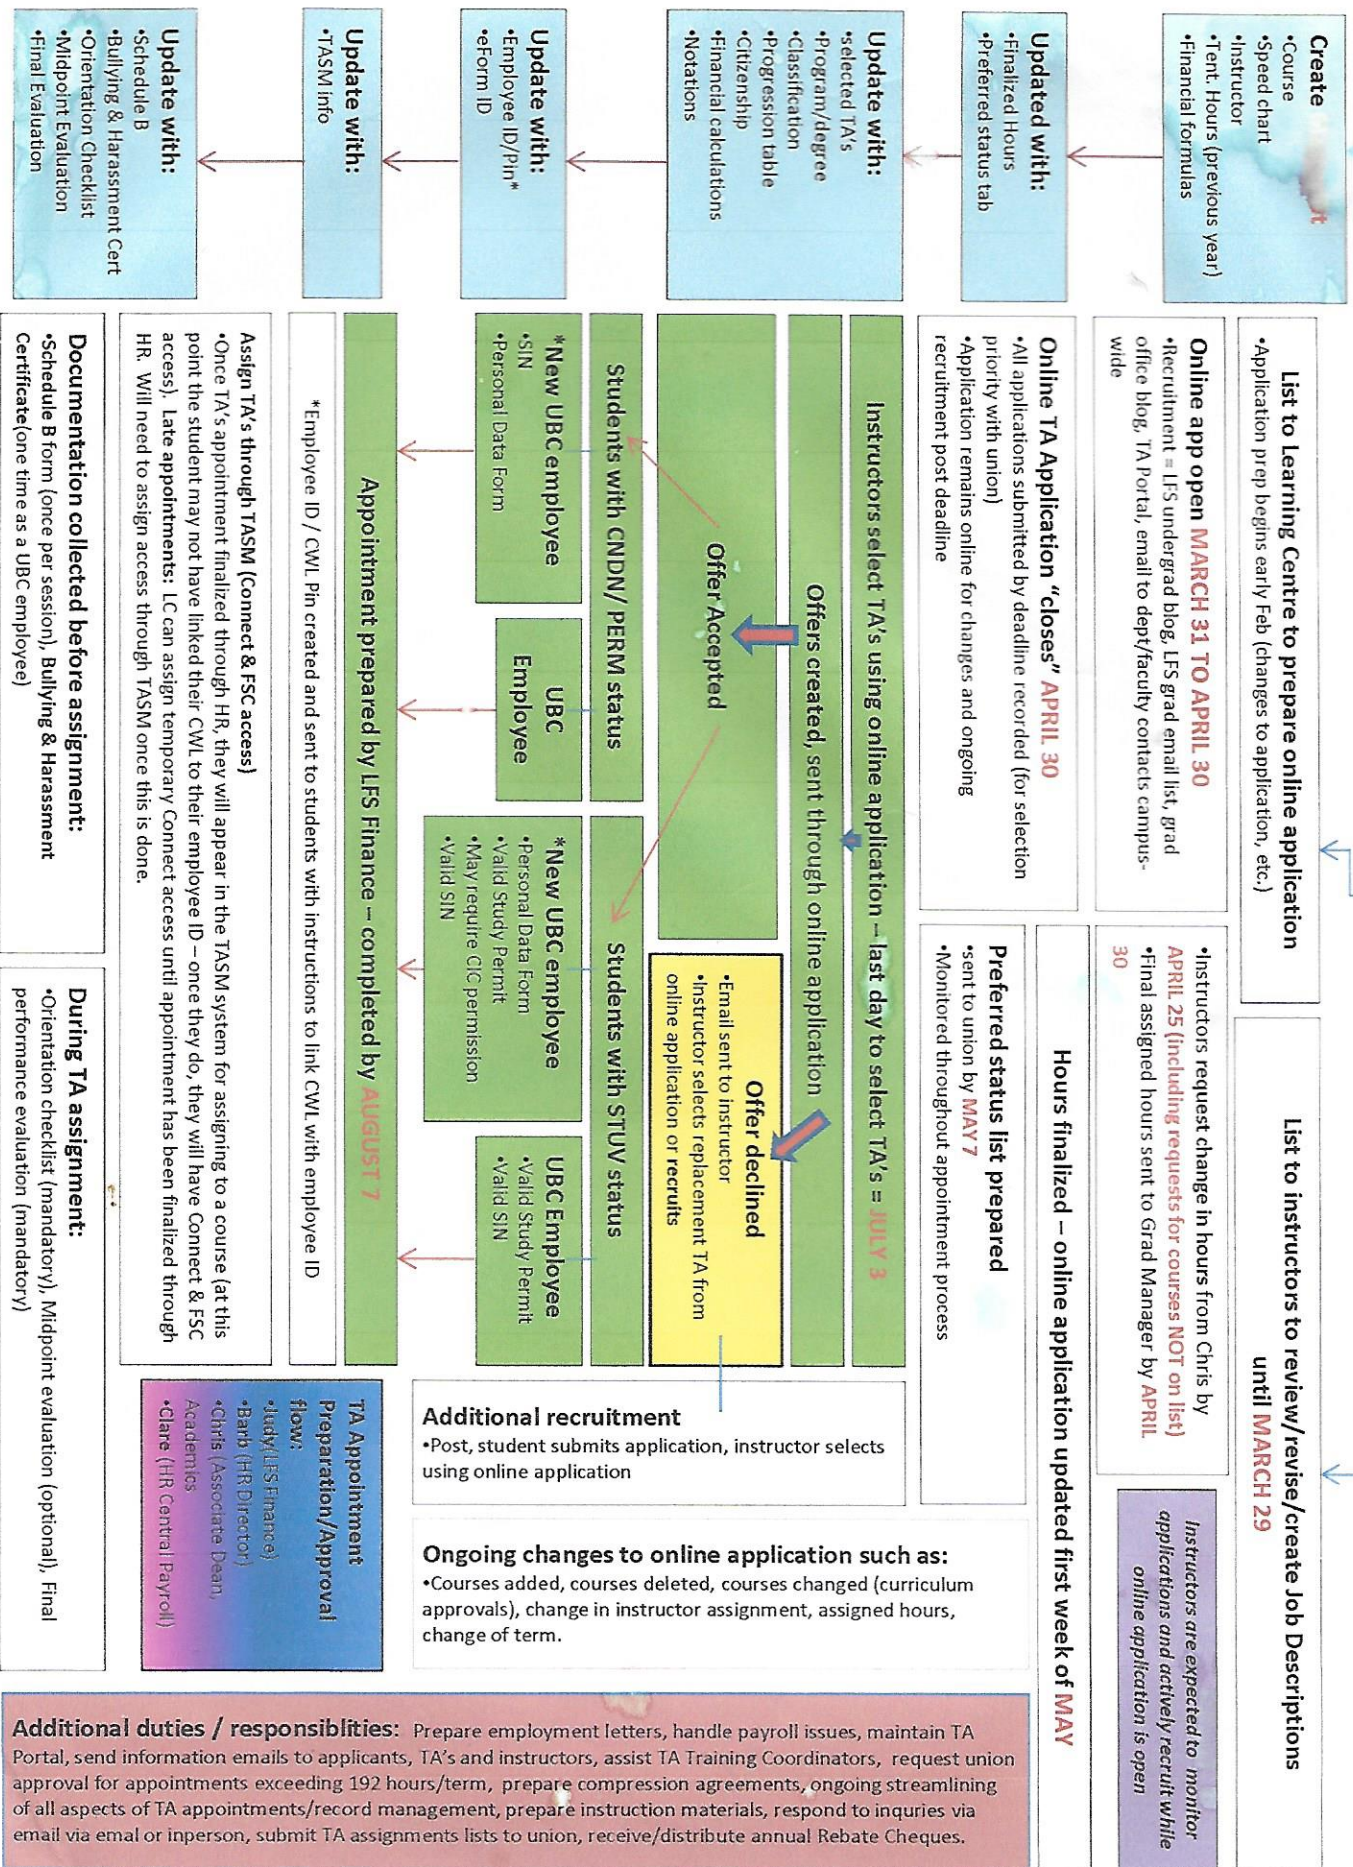 Create
•Course
•Speed chart
•Instructor
•Tent. Hours (previous year)
•Financial formulas
Updated with:
•Finalized Hours
•Preferred status tab
Update with:
•selected TA's
•Program/degree
•Classification
•Progression table
•Citizenship
•Financial calculations
•Notations
Update with:
•Employee ID/Pin*
•eForm ID
Update with:
•TASM info
Update with:
•Schedule B
•Bullying & Harassment Cert
•Orientation Checklist
•Midpoint Evaluation
•Final Evaluation
List to Learning Centre to prepare online application
•Application prep begins early Feb (changes to application, etc.)
List to instructors to review/revise/create Job Descriptions
until MARCH 29
Online app open MARCH 31 TO APRIL 30
•Recruitment = LFS undergrad blog, LFS grad email list, grad
office blog, TA Portal, email to dept/faculty contacts campus-
wide
•Instructors request change in hours from Chris by
APRIL 25 (including requests for courses NOT on list)
•Final assigned hours sent to Grad Manager by APRIL
30
Instructors are expected to monitor
applications and actively recruit while
online application is open
Hours finalized – online application updated first week of MAY
Online TA Application "closes" APRIL 30
•All applications submitted by deadline recorded (for selection
priority with union)
•Application remains online for changes and ongoing
recruitment post deadline
Preferred status list prepared
•sent to union by MAY 7
•Monitored throughout appointment process
Instructors select TA's using online application – last day to select TA's = JULY 3
Offers created, sent through online application
Offer Accepted
Offer declined
•Email sent to instructor
•Instructor selects replacement TA from
online application or recruits
Students with CNDN/ PERM status
Students with STUV status
*New UBC employee
•SIN
•Personal Data Form
UBC
Employee
*New UBC employee
•Personal Data Form
•Valid Study Permit
•May require CIC permission
•Valid SIN
UBC Employee
•Valid Study Permit
•Valid SIN
Appointment prepared by LFS Finance – completed by AUGUST 7
*Employee ID / CWL Pin created and sent to students with instructions to link CWL with employee ID
Assign TA's through TASM (Connect & FSC access)
•Once TA's appointment finalized through HR, they will appear in the TASM system for assigning to a course (at this
point the student may not have linked their CWL to their employee ID – once they do, they will have Connect & FSC
access). Late appointments: LC can assign temporary Connect access until appointment has been finalized through
HR. Will need to assign access through TASM once this is done.
Documentation collected before assignment:
•Schedule B form (once per session), Bullying & Harassment
Certificate(one time as a UBC employee)
During TA assignment:
•Orientation checklist (mandatory), Midpoint evaluation (optional), Final
performance evaluation (mandatory)
Additional recruitment
•Post, student submits application, instructor selects
using online application
Ongoing changes to online application such as:
•Courses added, courses deleted, courses changed (curriculum
approvals), change in instructor assignment, assigned hours,
change of term.
TA Appointment
Preparation/Approval
flow:
•Judy(LFS Finance)
•Barb (HR Director)
•Chris (Associate Dean,
Academics
•Clare (HR Central Payroll)
Additional duties / responsiblities: Prepare employment letters, handle payroll issues, maintain TA
Portal, send information emails to applicants, TA's and instructors, assist TA Training Coordinators, request union
approval for appointments exceeding 192 hours/term, prepare compression agreements, ongoing streamlining
of all aspects of TA appointments/record management, prepare instruction materials, respond to inquries via
email via emal or inperson, submit TA assignments lists to union, receive/distribute annual Rebate Cheques.